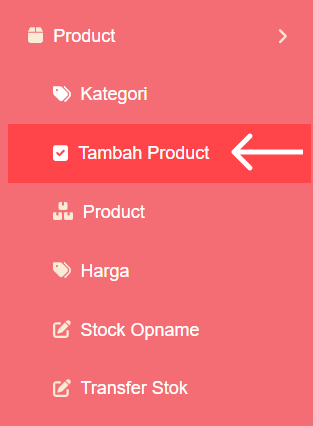 Product
Kategori
Tambah Product
Product
Harga
Stock Opname
Transfer Stok